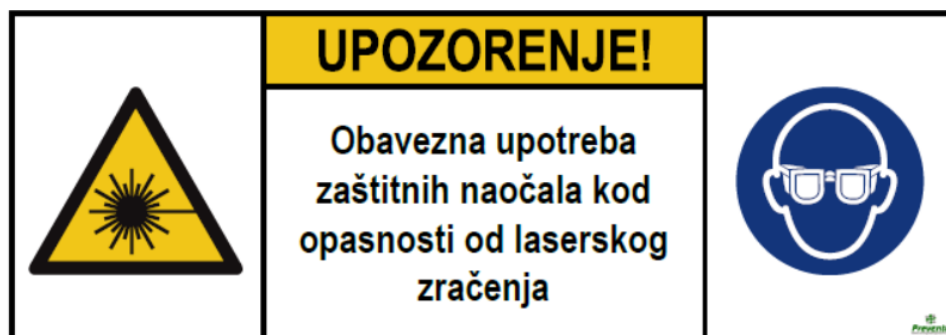 UPOZORENJE!
Obavezna upotreba
zaštitnih naočala kod
opasnosti od laserskog
zračenja